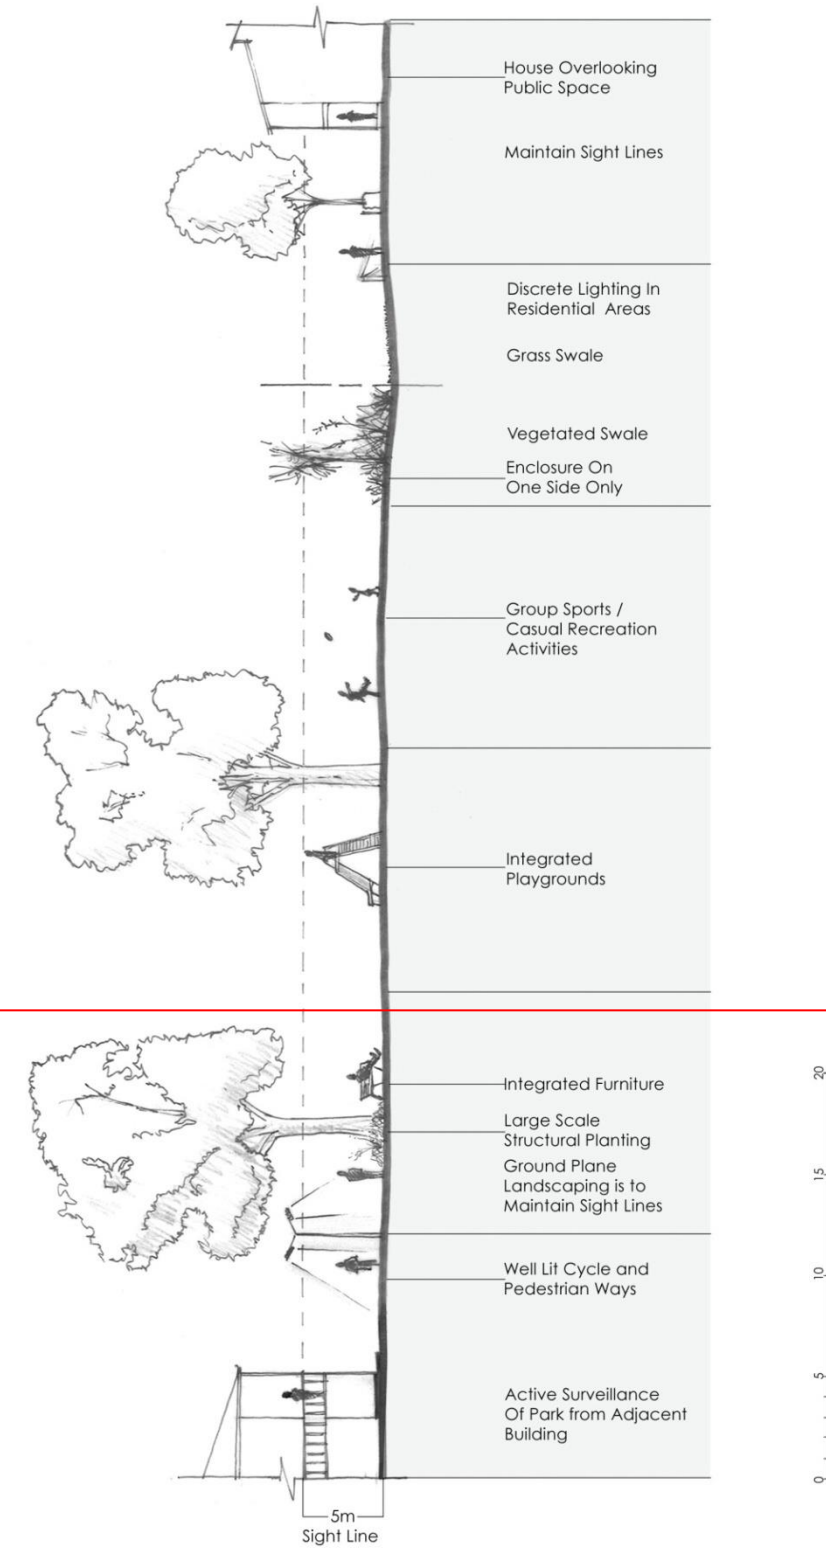 House Overlooking
Public Space
Maintain Sight Lines
Discrete Lighting In
Residential Areas
Grass Swale
Vegetated Swale
Enclosure On
One Side Only
Group Sports /
Casual Recreation
Activities
Integrated
Playgrounds
Integrated Furniture
Large Scale
Structural Planting
Ground Plane
Landscaping is to
Maintain Sight Lines
Well Lit Cycle and
Pedestrian Ways
Active Surveillance
Of Park from Adjacent
Building
5m
Sight Line
20
15
10
5
0